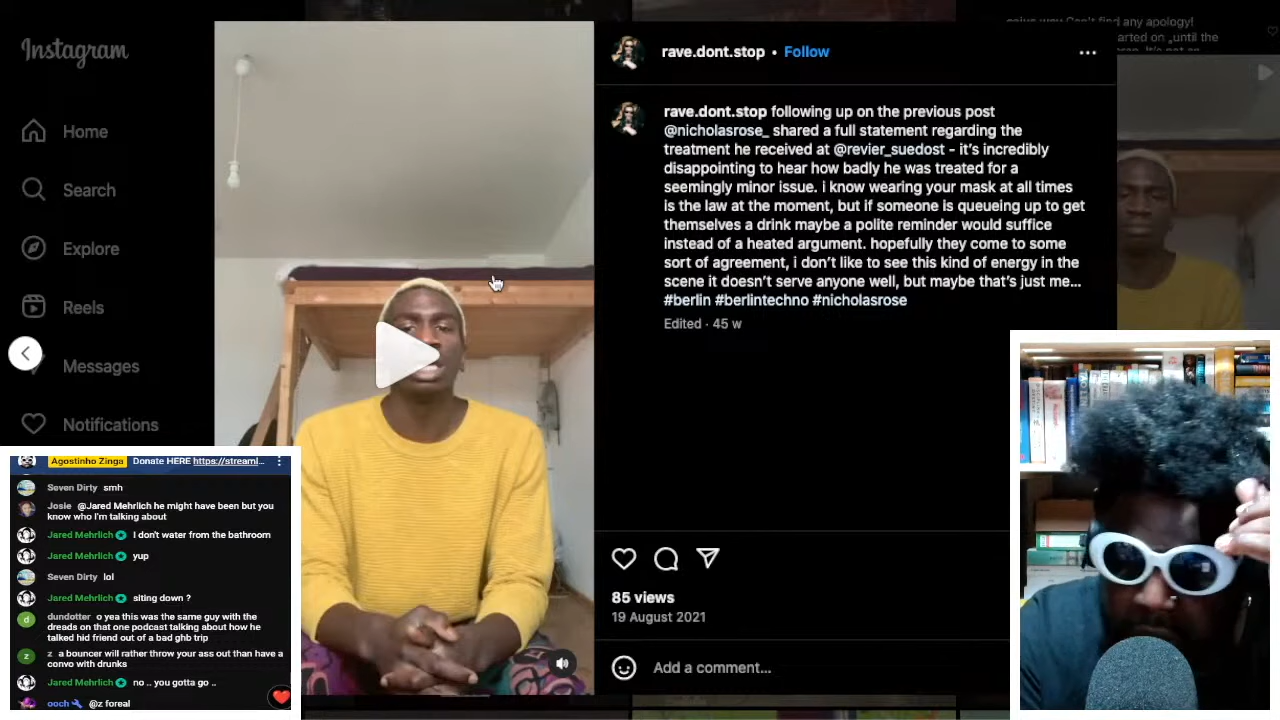 Instagram
Home
Search
Explore
Reels
Messages
Notifications
rave.dont.stop • Follow
rave.dont.stop following up on the previous post
@nicholasrose_ shared a full statement regarding the
treatment he received at @revier_suedost - it’s incredibly
disappointing to hear how badly he was treated for a
seemingly minor issue. i know wearing your mask at all times
is the law at the moment, but if someone is queueing up to get
themselves a drink maybe a polite reminder would suffice
instead of a heated argument. hopefully they come to some
sort of agreement, i don’t like to see this kind of energy in the
scene it doesn’t serve anyone well, but maybe that’s just me...
#berlin #berlintechno #nicholasrose
Edited · 45 w
85 views
19 August 2021
Add a comment...
any apology!
arted on „until the
Agostinho Zinga Donate HERE https://streaml...
Seven Dirty smh
Josie @Jared Mehrlich he might have been but you
know who I'm talking about
Jared Mehrlich I don't water from the bathroom
Jared Mehrlich yup
Seven Dirty lol
Jared Mehrlich siting down ?
d dundotter o yea this was the same guy with the
dreads on that one podcast talking about how he
talked hid friend out of a bad ghb trip
z z a bouncer will rather throw your ass out than have a
convo with drunks
Jared Mehrlich no .. you gotta go ..
ooch @z foreal